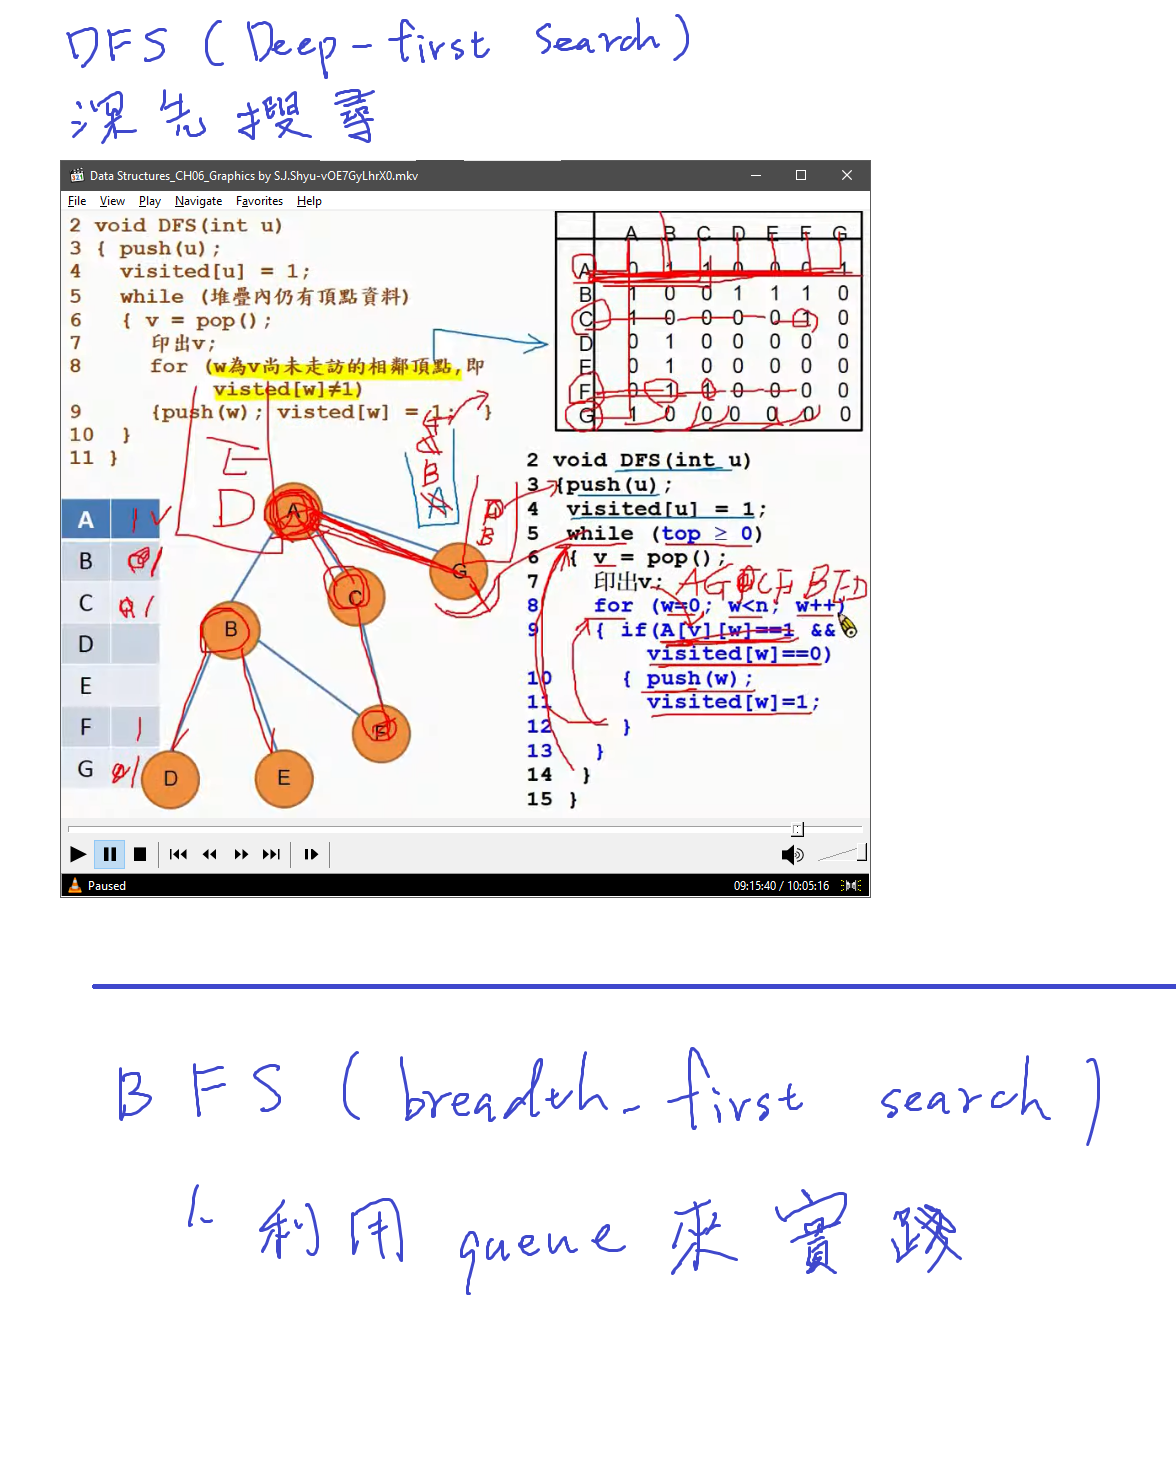 DFS (Deep-first search)
深先搜尋
Data Structures_CH06_Graphics by S.J.Shyu-vOE7GyLhrX0.mkv
File View Play Navigate Favorites Help
2 void DFS(int u)
3 { push(u);
4 visited[u] = 1;
5 while (堆疊內仍有頂點資料)
6 { v = pop();
7 印出v;
8 for (w為v尚未走訪的相鄰頂點,即
visted[w]≠1)
9 {push(w); visted[w] = 1; }
10 }
11 }
A B C D E F G
A 0 1 1 0 0 0 1
B 1 0 0 1 1 1 0
C 1 0 0 0 0 1 0
D 0 1 0 0 0 0 0
E 0 1 0 0 0 0 0
F 0 1 1 0 0 0 0
G 1 0 0 0 0 0 0
E
D
B
A
B
A 1
B 1
C 1
D
E
F 1
G 1
A
G
C
B
F
D
E
2 void DFS(int u)
3 {push(u);
4 visited[u] = 1;
5 while (top ≥ 0)
6 { v = pop();
7 印出v; AG CF BED
8 for (w=0; w<n; w++)
9 { if(A[v][w]==1 &&
visited[w]==0)
10 { push(w);
11 visited[w]=1;
12 }
13 }
14 }
15 }
Paused
09:15:40 / 10:05:16
BFS (breadth-first search)
利用 queue 來實踐